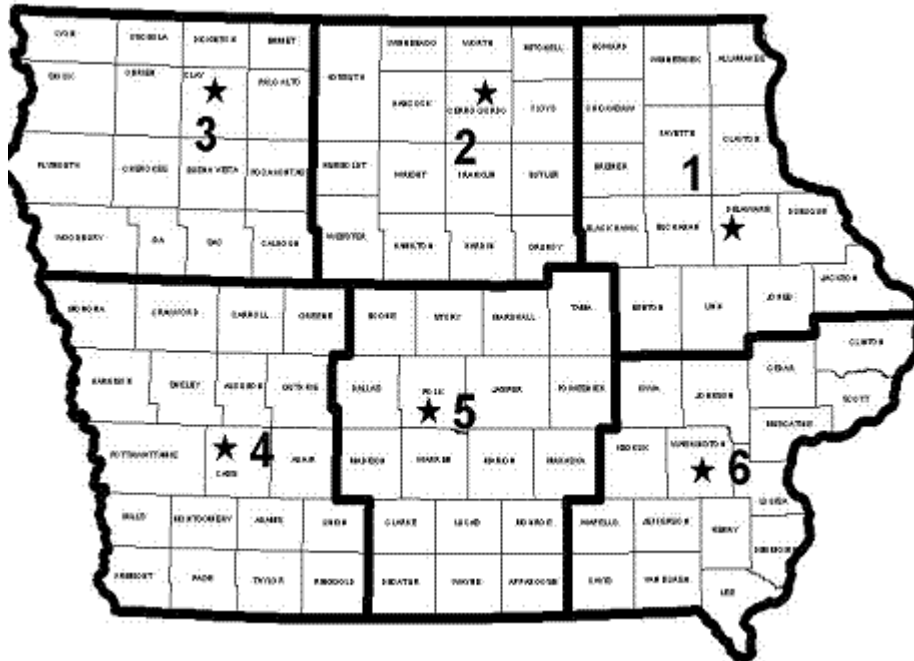 LYON OSCEOLA DICKINSON EMMET WINNEBAGO WORTH MITCHELL HOWARD WINNESHIEK ALLAMAKEE
SIOUX OBRIEN CLAY PALO ALTO KOSSUTH HANCOCK CERRO GORDO FLOYD CHICKASAW
3 2 1
FAYETTE CLAYTON
PLYMOUTH CHEROKEE BUENA VISTA POCAHONTAS HUMBOLDT WRIGHT FRANKLIN BUTLER BREMER
WOODBURY IDA SAC CALHOUN WEBSTER HAMILTON HARDIN GRUNDY BLACK HAWK BUCHANAN DELAWARE DUBUQUE
MONONA CRAWFORD CARROLL GREENE BOONE STORY MARSHALL TAMA BENTON LINN JONES JACKSON
HARRISON SHELBY AUDUBON GUTHRIE DALLAS POLK JASPER POWESHIEK IOWA JOHNSON CEDAR CLINTON
SCOTT
MUSCATINE
4 5 6
POTTAWATTAMIE CASS ADAIR MADISON WARREN MARION MAHASKA KEOKUK WASHINGTON
LOUISA
MILLS MONTGOMERY ADAMS UNION CLARKE LUCAS MONROE WAPELLO JEFFERSON HENRY
FREMONT PAGE TAYLOR RINGGOLD DECATUR WAYNE APPANOOSE DAVIS VAN BUREN
LEE